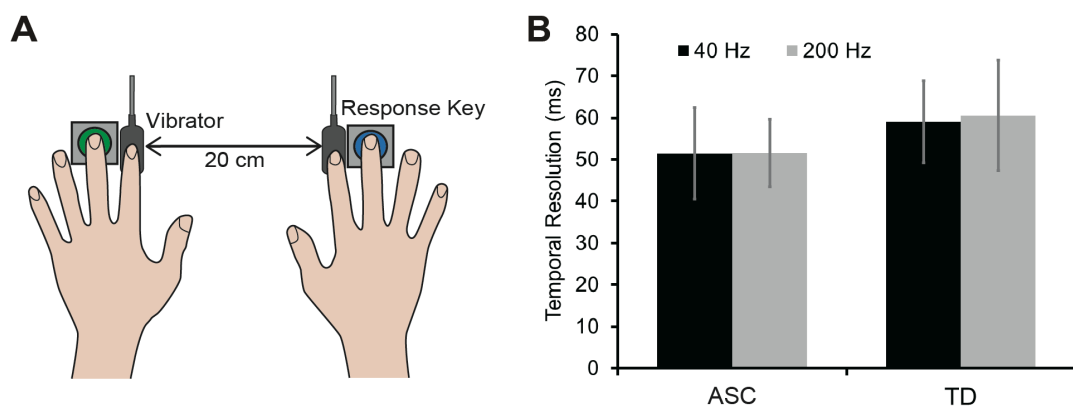 A
Vibrator
Response Key
20 cm
B
40 Hz
200 Hz
Temporal Resolution (ms)
80
70
60
50
40
30
20
10
0
ASC
TD